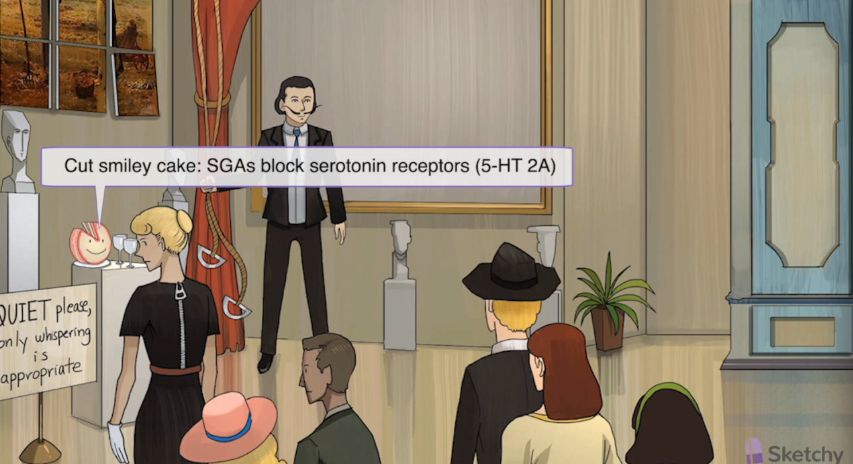 Cut smiley cake: SGAs block serotonin receptors (5-HT 2A)
QUIET please,
only whispering
is
appropriate
Sketchy